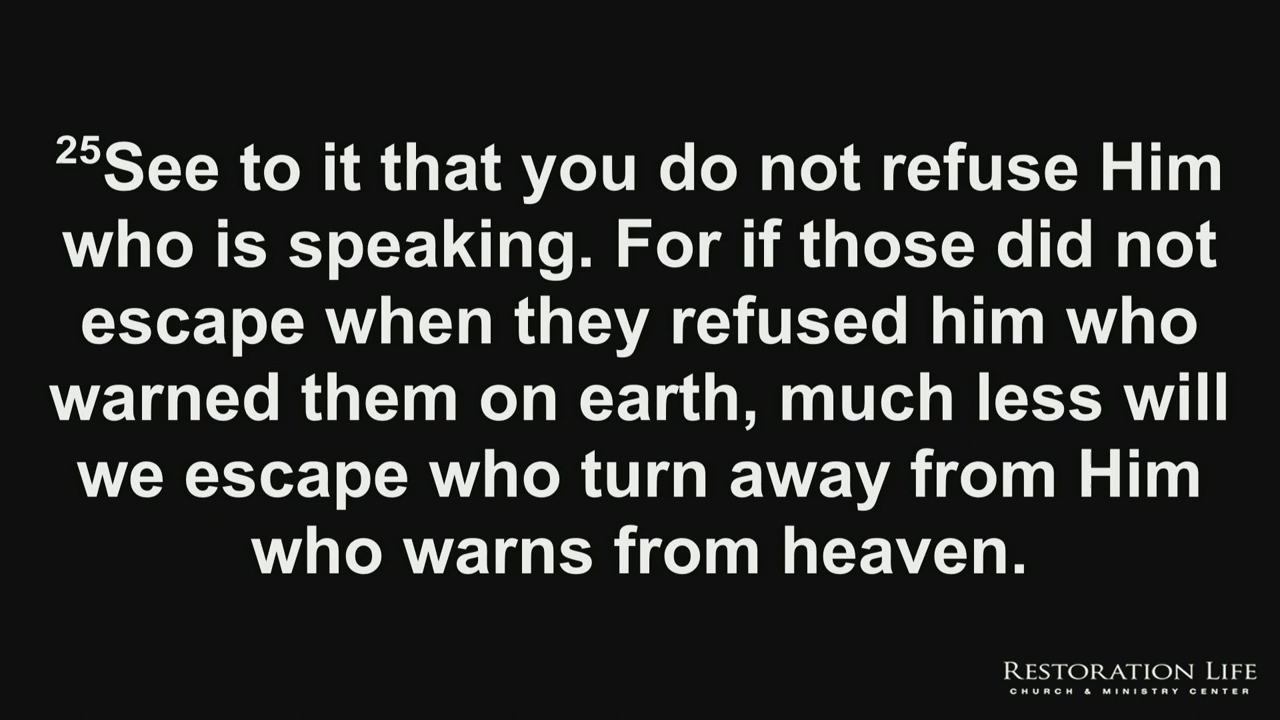 25See to it that you do not refuse Him
who is speaking. For if those did not
escape when they refused him who
warned them on earth, much less will
we escape who turn away from Him
who warns from heaven.
RESTORATION LIFE
CHURCH & MINISTRY CENTER